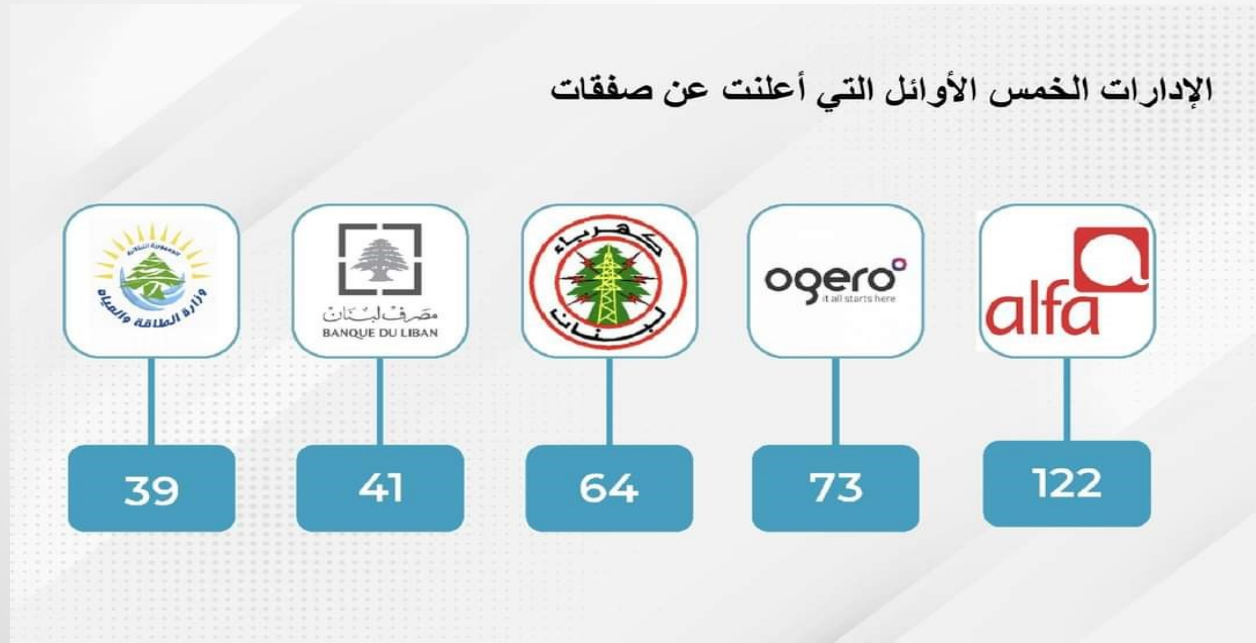 الإدارات الخمس الأوائل التي أعلنت عن صفقات
alfa
ogero
it all starts here
كهرباء
لبنان
مصرف لبنان
BANQUE DU LIBAN
الجمهورية اللبنانية
وزارة الطاقة والمياه
122
73
64
41
39